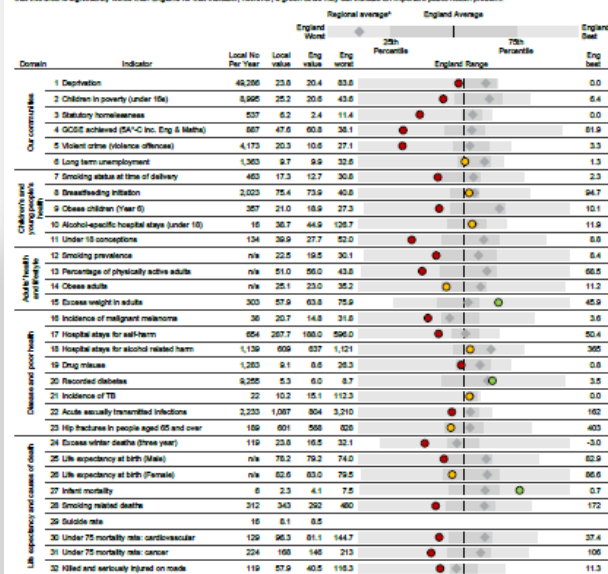 Regional average* England Average
England Worst England Best
25th Percentile 75th Percentile
Domain Indicator Local No Per Year Local value Eng value Eng worst England Range Eng best
Our communities
1 Deprivation 49,266 23.8 20.4 83.8 0.0
2 Children in poverty (under 16s) 8,995 25.2 20.6 43.6 6.4
3 Statutory homelessness 537 6.2 2.4 11.4 0.0
4 GCSE achieved (5A*-C inc. Eng & Maths) 887 47.6 60.8 38.1 81.9
5 Violent crime (violence offences) 4,173 20.3 10.6 27.1 3.3
6 Long term unemployment 1,363 9.7 9.9 32.6 1.3
Children's and young people's health
7 Smoking status at time of delivery 463 17.3 12.7 30.8 2.3
8 Breastfeeding initiation 2,023 75.4 73.9 40.8 94.7
9 Obese children (Year 6) 357 21.0 18.9 27.3 10.1
10 Alcohol-specific hospital stays (under 18) 16 38.7 44.9 126.7 11.9
11 Under 18 conceptions 134 39.9 27.7 52.0 8.8
Adults' health and lifestyle
12 Smoking prevalence n/a 22.5 19.5 30.1 8.4
13 Percentage of physically active adults n/a 51.0 56.0 43.8 68.5
14 Obese adults n/a 25.1 23.0 35.2 11.2
15 Excess weight in adults 303 57.9 63.8 75.9 45.9
Disease and poor health
16 Incidence of malignant melanoma 38 20.7 14.8 31.8 3.6
17 Hospital stays for self-harm 654 267.7 188.0 596.0 50.4
18 Hospital stays for alcohol related harm 1,139 609 637 1,121 365
19 Drug misuse 1,263 9.1 8.6 26.3 0.8
20 Recorded diabetes 9,255 5.3 6.0 8.7 3.5
21 Incidence of TB 22 10.2 15.1 112.3 0.0
22 Acute sexually transmitted infections 2,233 1,087 804 3,210 162
23 Hip fractures in people aged 65 and over 189 601 568 828 403
Life expectancy and causes of death
24 Excess winter deaths (three year) 119 23.8 16.5 32.1 -3.0
25 Life expectancy at birth (Male) n/a 78.2 79.2 74.0 82.9
26 Life expectancy at birth (Female) n/a 82.6 83.0 79.5 86.6
27 Infant mortality 6 2.3 4.1 7.5 0.7
28 Smoking related deaths 312 343 292 480 172
29 Suicide rate 16 8.1 8.5
30 Under 75 mortality rate: cardiovascular 129 96.3 81.1 144.7 37.4
31 Under 75 mortality rate: cancer 224 168 146 213 106
32 Killed and seriously injured on roads 119 57.9 40.5 116.3 11.3